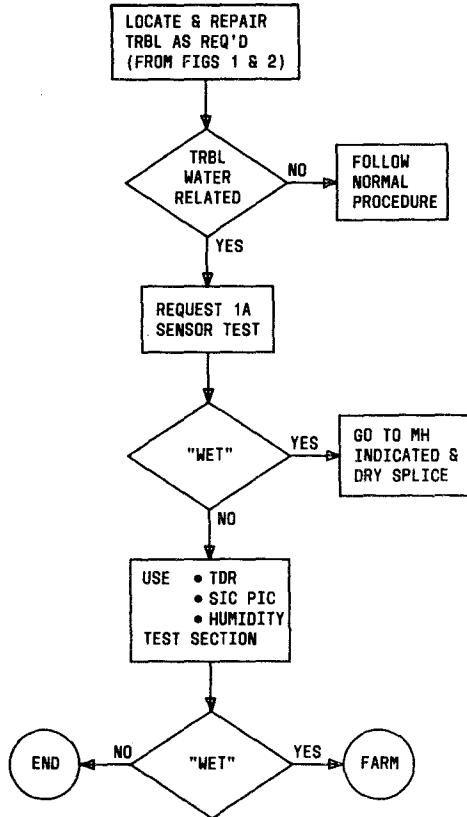 LOCATE & REPAIR
TRBL AS REQ'D
(FROM FIGS 1 & 2)
TRBL
WATER
RELATED
NO
FOLLOW
NORMAL
PROCEDURE
YES
REQUEST 1A
SENSOR TEST
"WET"
YES
GO TO MH
INDICATED &
DRY SPLICE
NO
USE • TDR
• SIC PIC
• HUMIDITY
TEST SECTION
END
NO
"WET"
YES
FARM